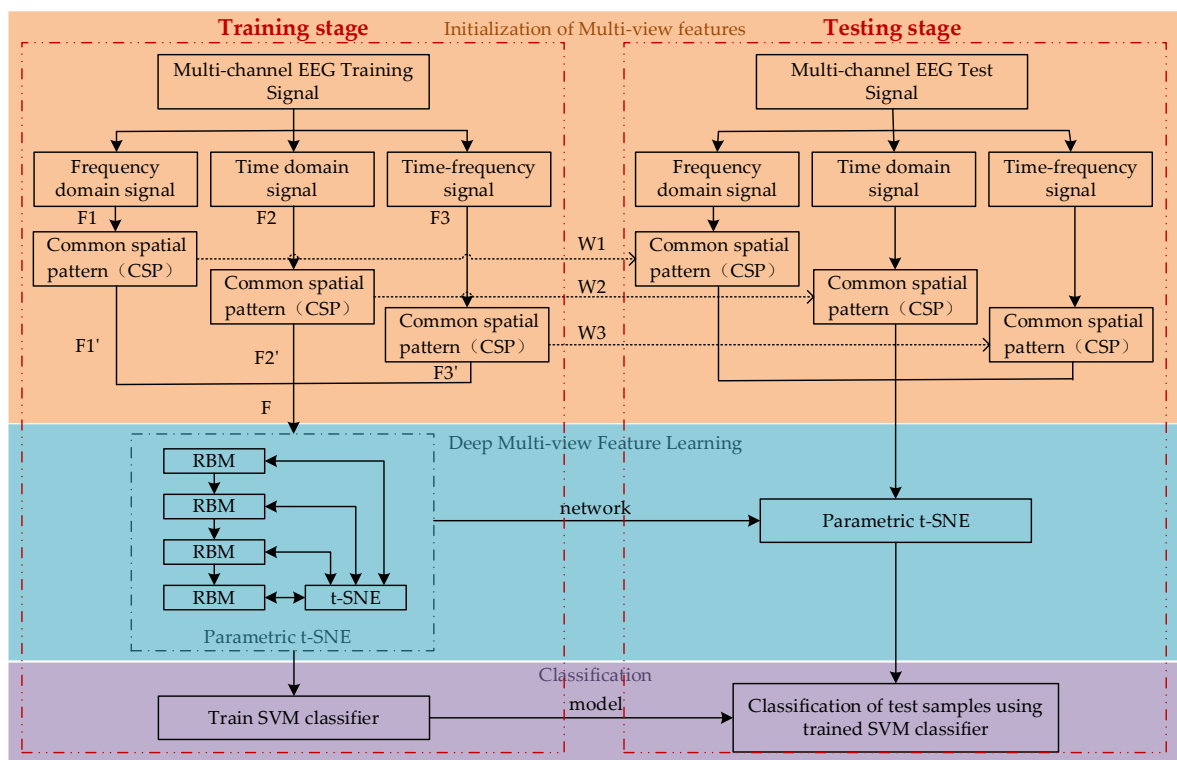 Training stage
Initialization of Multi-view features
Testing stage
Multi-channel EEG Training
Signal
Multi-channel EEG Test
Signal
Frequency
domain signal
Time domain
signal
Time-frequency
signal
Frequency
domain signal
Time domain
signal
Time-frequency
signal
F1
F2
F3
Common spatial
pattern（CSP）
W1
Common spatial
pattern（CSP）
Common spatial
pattern（CSP）
W2
Common spatial
pattern（CSP）
Common spatial
pattern（CSP）
W3
Common spatial
pattern（CSP）
F1'
F2'
F3'
F
Deep Multi-view Feature Learning
RBM
RBM
RBM
RBM
t-SNE
Parametric t-SNE
network
Parametric t-SNE
Classification
Train SVM classifier
model
Classification of test samples using
trained SVM classifier